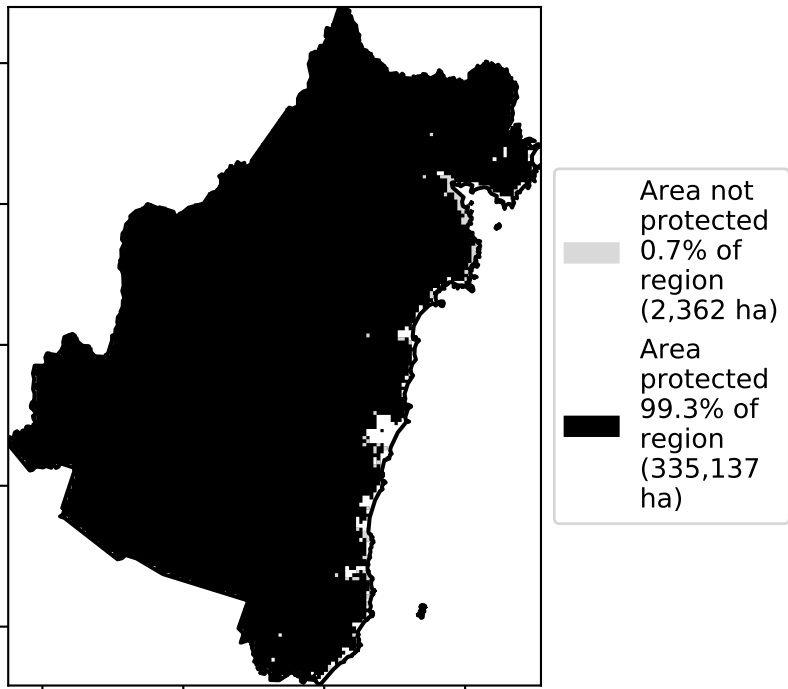 Area not
protected
0.7% of
region
(2,362 ha)
Area
protected
99.3% of
region
(335,137
ha)